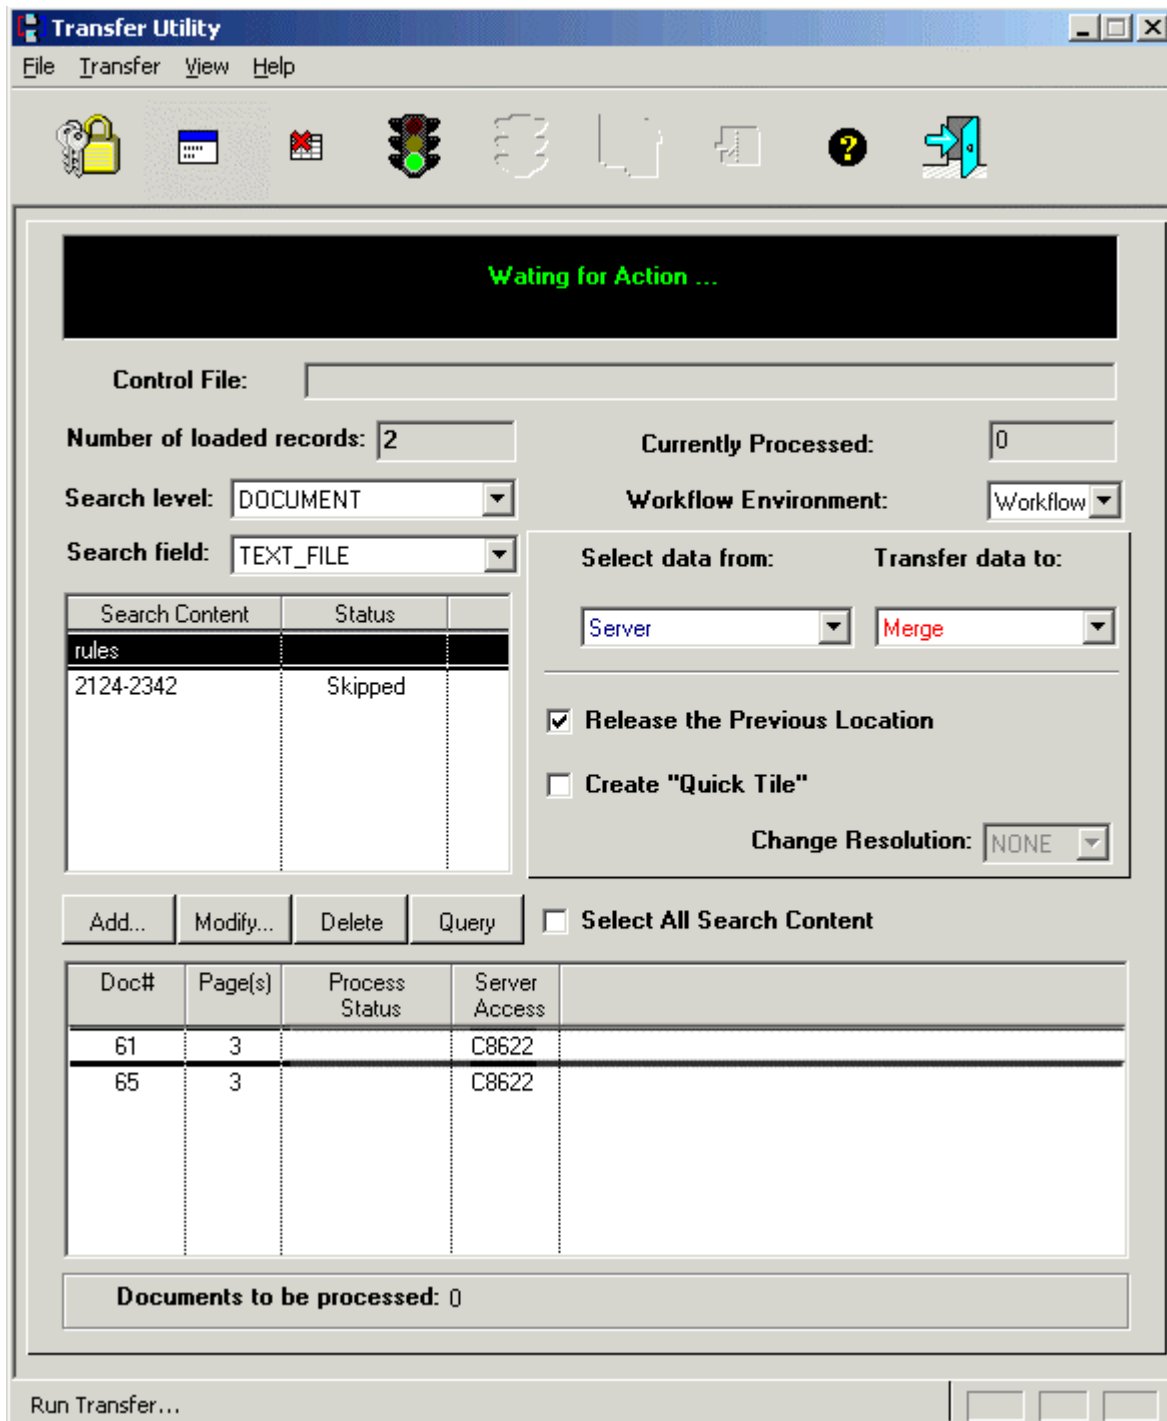 Transfer Utility
File Transfer View Help
?
Wating for Action ...
Control File:
Number of loaded records: 2
Currently Processed: 0
Search level: DOCUMENT
Workflow Environment: Workflow
Search field: TEXT_FILE
Select data from: Transfer data to:
Search Content Status
Server Merge
rules
2124-2342 Skipped
Release the Previous Location
Create "Quick Tile"
Change Resolution: NONE
Add... Modify... Delete Query Select All Search Content
Doc# Page(s) Process Status Server Access
61 3 C8622
65 3 C8622
Documents to be processed: 0
Run Transfer...